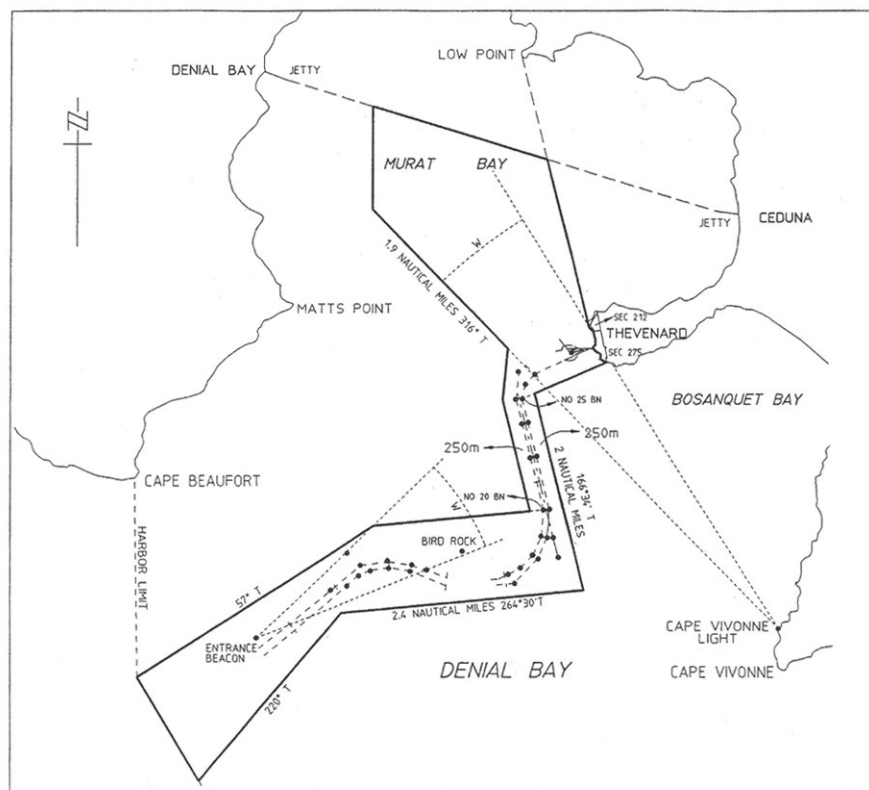 LOW POINT
DENIAL BAY
JETTY
N
MURAT BAY
JETTY
CEDUNA
W
1.9 NAUTICAL MILES 316° T
MATTS POINT
SEC 212
THEVENARD
SEC 275
NO 25 BN
BOSANQUET BAY
250m
250m
2 NAUTICAL MILES
166°34' T
CAPE BEAUFORT
NO 20 BN
W
HARBOR LIMIT
BIRD ROCK
57° T
2.4 NAUTICAL MILES 264°30'T
ENTRANCE
BEACON
CAPE VIVONNE
LIGHT
DENIAL BAY
CAPE VIVONNE
220° T